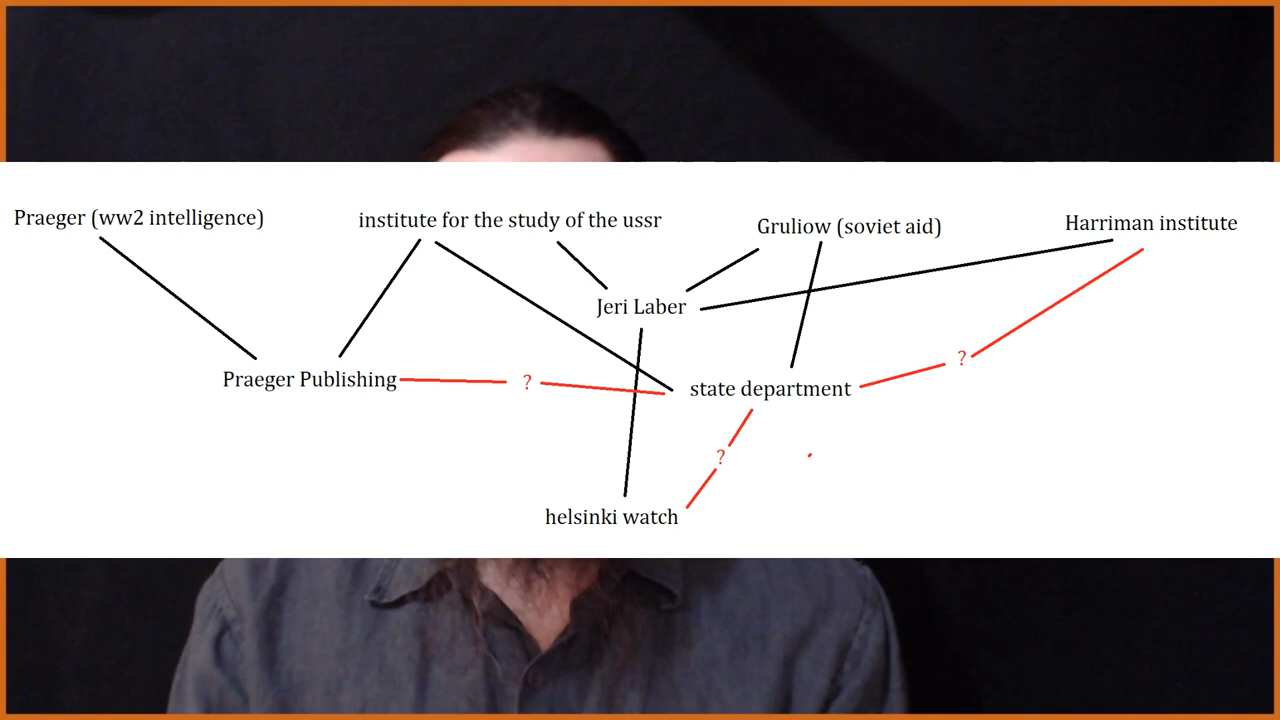 Praeger (ww2 intelligence)
institute for the study of the ussr
Gruliow (soviet aid)
Harriman institute
Jeri Laber
?
Praeger Publishing
?
state department
?
helsinki watch